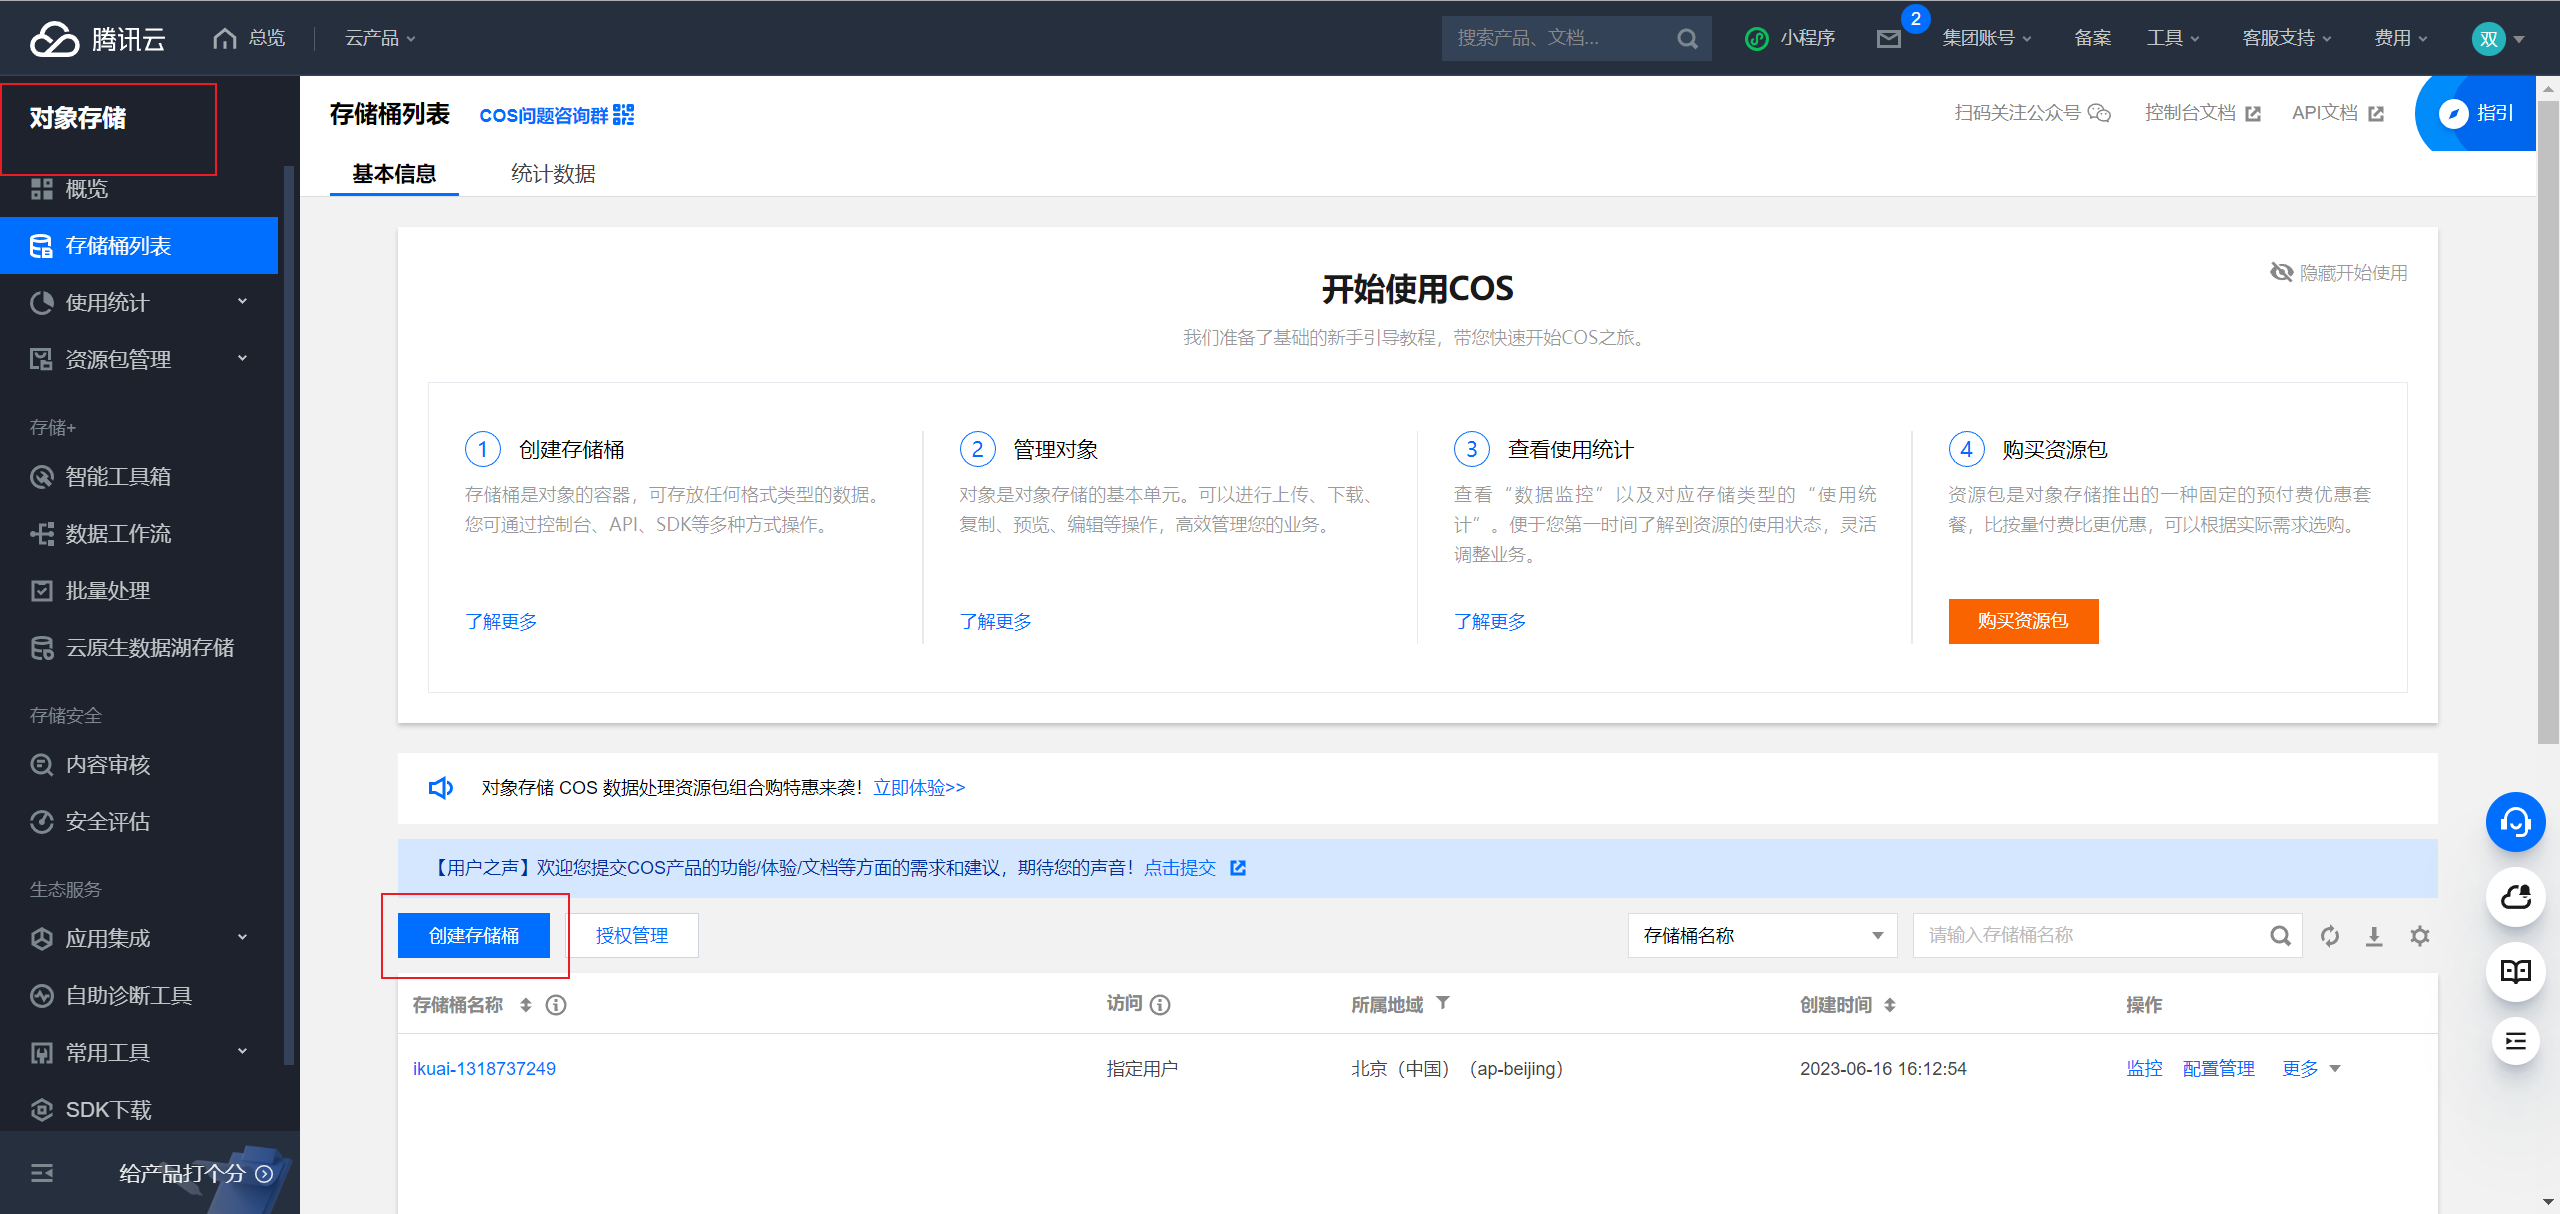 腾讯云
总览
云产品
搜索产品、文档...
小程序
2
集团账号
备案
工具
客服支持
费用
双
对象存储
概览
存储桶列表
使用统计
资源包管理
存储+
智能工具箱
数据工作流
批量处理
云原生数据湖存储
存储安全
内容审核
安全评估
生态服务
应用集成
自助诊断工具
常用工具
SDK下载
给产品打个分
存储桶列表
COS问题咨询群
扫码关注公众号
控制台文档
API文档
指引
基本信息
统计数据
开始使用COS
隐藏开始使用
我们准备了基础的新手引导教程，带您快速开始COS之旅。
1 创建存储桶
存储桶是对象的容器，可存放任何格式类型的数据。
您可通过控制台、API、SDK等多种方式操作。
了解更多
2 管理对象
对象是对象存储的基本单元。可以进行上传、下载、
复制、预览、编辑等操作，高效管理您的业务。
了解更多
3 查看使用统计
查看“数据监控”以及对应存储类型的“使用统
计”。便于您第一时间了解到资源的使用状态，灵活
调整业务。
了解更多
4 购买资源包
资源包是对象存储推出的一种固定的预付费优惠套
餐，比按量付费比更优惠，可以根据实际需求选购。
购买资源包
对象存储 COS 数据处理资源包组合购特惠来袭！立即体验>>
【用户之声】欢迎您提交COS产品的功能/体验/文档等方面的需求和建议，期待您的声音！点击提交
创建存储桶
授权管理
存储桶名称
请输入存储桶名称
存储桶名称
访问
所属地域
创建时间
操作
ikuai-1318737249
指定用户
北京（中国）（ap-beijing）
2023-06-16 16:12:54
监控
配置管理
更多